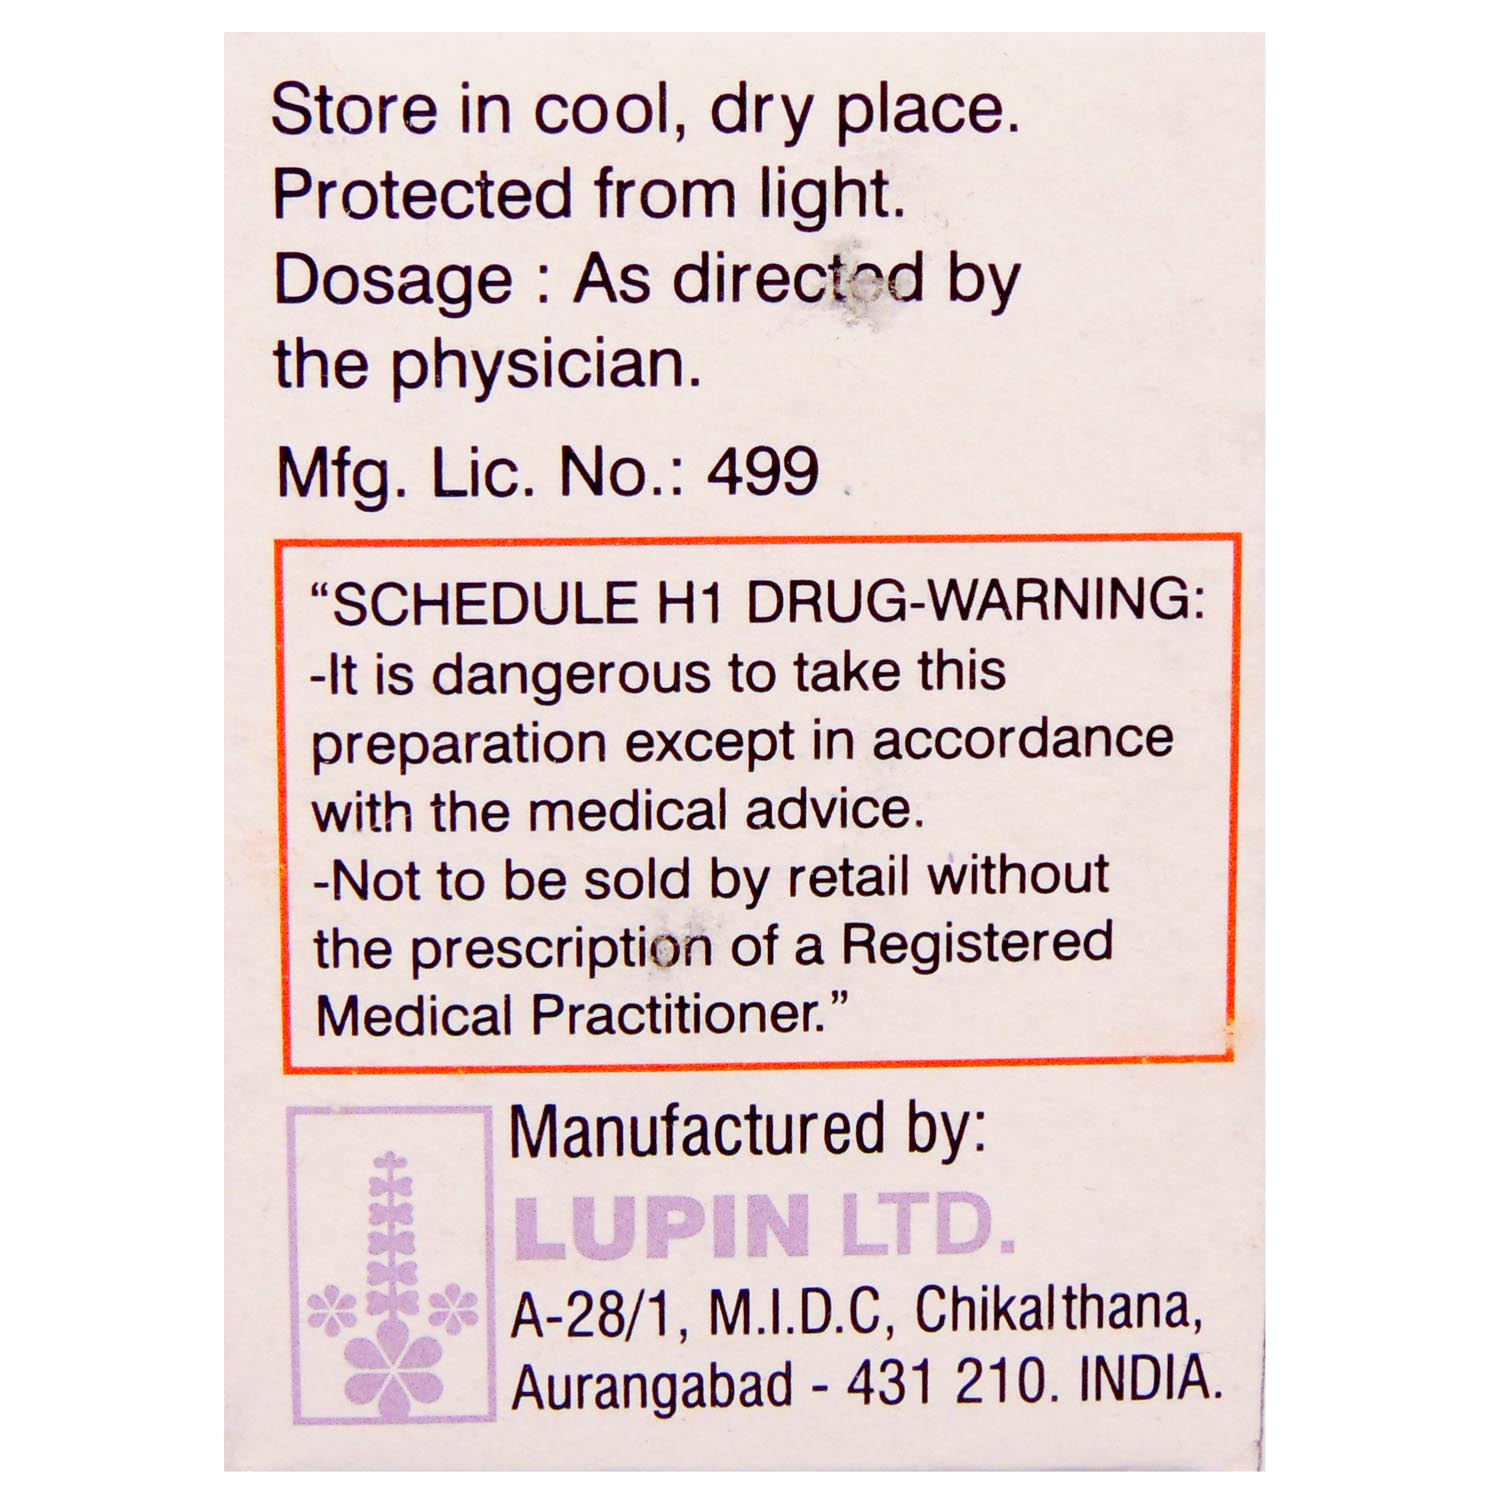 Store in cool, dry place.
Protected from light.
Dosage : As directed by
the physician.
Mfg. Lic. No.: 499
“SCHEDULE H1 DRUG-WARNING:
-It is dangerous to take this
preparation except in accordance
with the medical advice.
-Not to be sold by retail without
the prescription of a Registered
Medical Practitioner.”
Manufactured by:
LUPIN LTD.
A-28/1, M.I.D.C, Chikalthana,
Aurangabad - 431 210. INDIA.